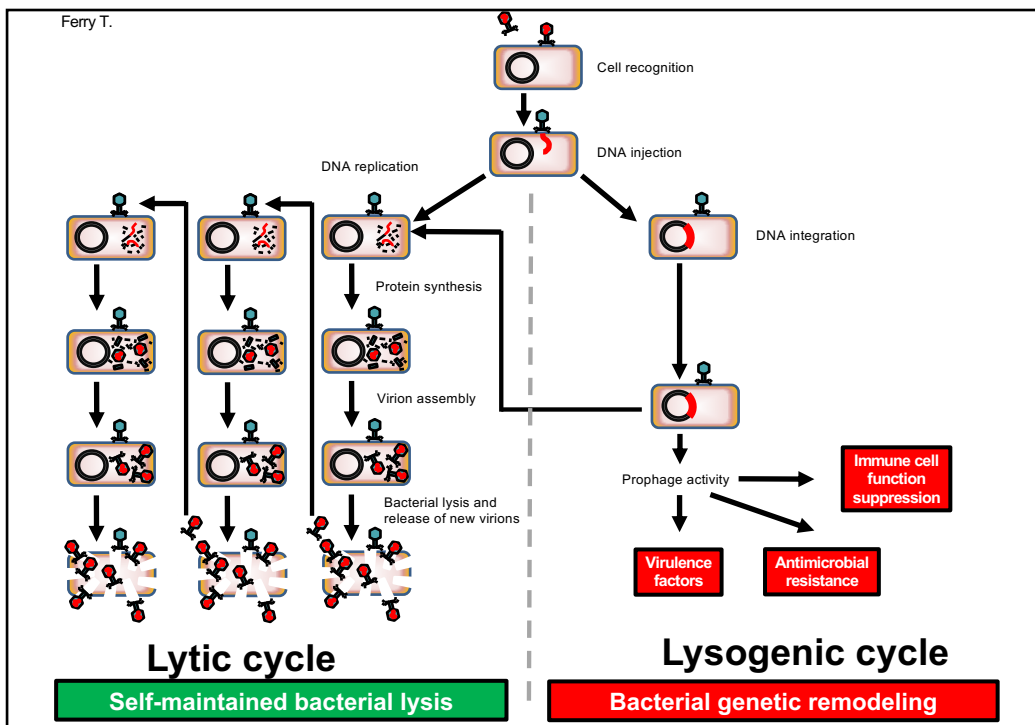 Ferry T.
Cell recognition
DNA injection
DNA replication
DNA integration
Protein synthesis
Virion assembly
Bacterial lysis and
release of new virions
Prophage activity
Immune cell
function
suppression
Virulence
factors
Antimicrobial
resistance
Lytic cycle
Self-maintained bacterial lysis
Lysogenic cycle
Bacterial genetic remodeling